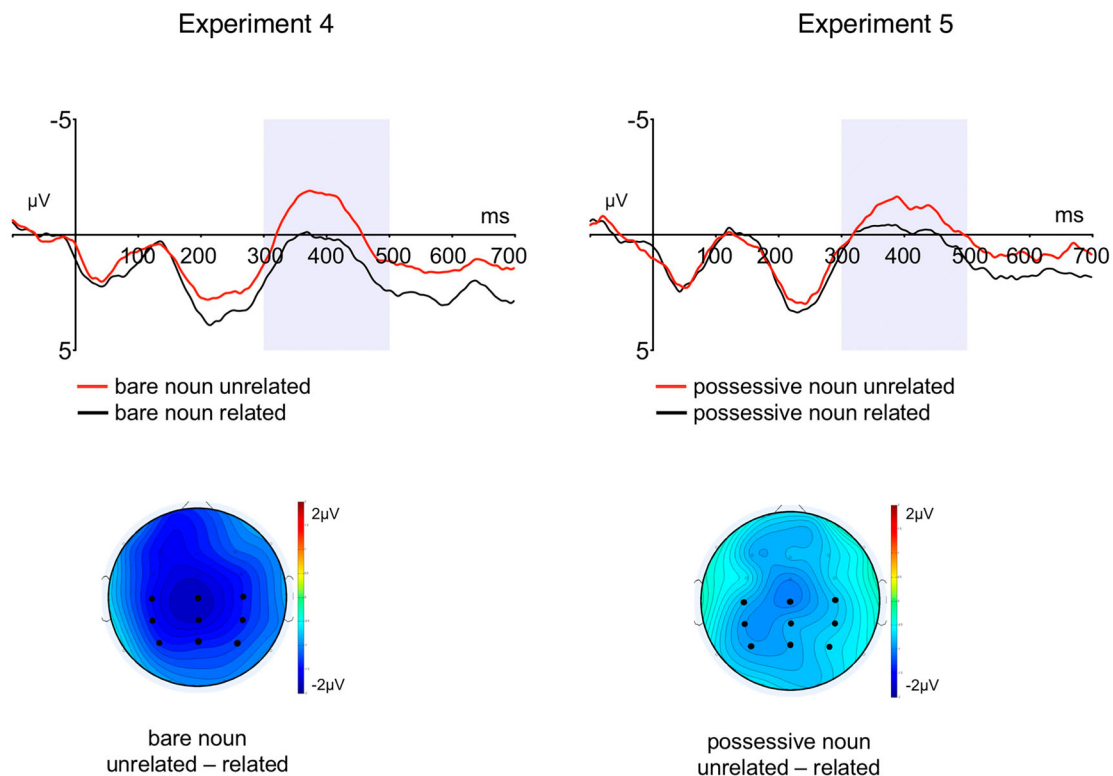 Experiment 4
Experiment 5
-5
µV
ms
100 200 300 400 500 600 700
5
bare noun unrelated
bare noun related
-5
µV
ms
100 200 300 400 500 600 700
5
possessive noun unrelated
possessive noun related
2µV
-2µV
bare noun
unrelated – related
2µV
-2µV
possessive noun
unrelated – related